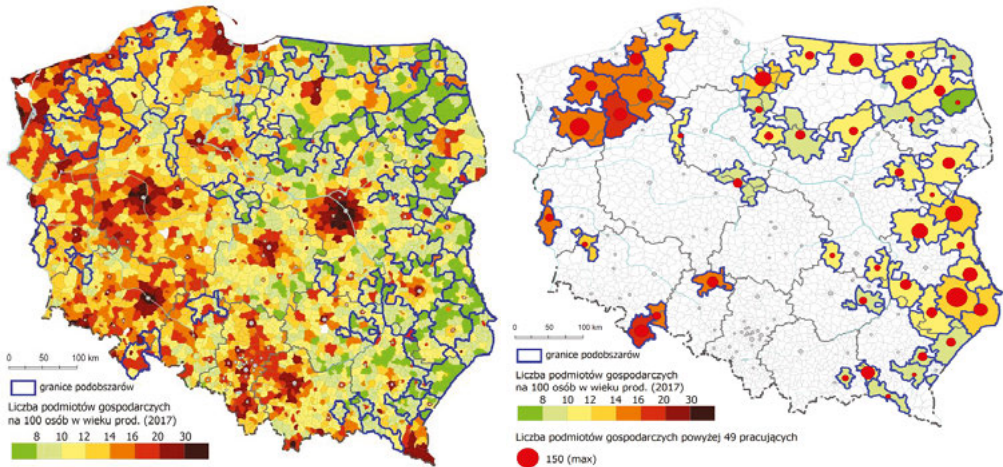 0 50 100 km
granice podobszarów
Liczba podmiotów gospodarczych
na 100 osób w wieku prod. (2017)
8 10 12 14 16 20 30
0 50 100 km
granice podobszarów
Liczba podmiotów gospodarczych
na 100 osób w wieku prod. (2017)
8 10 12 14 16 20 30
Liczba podmiotów gospodarczych powyżej 49 pracujących
150 (max)